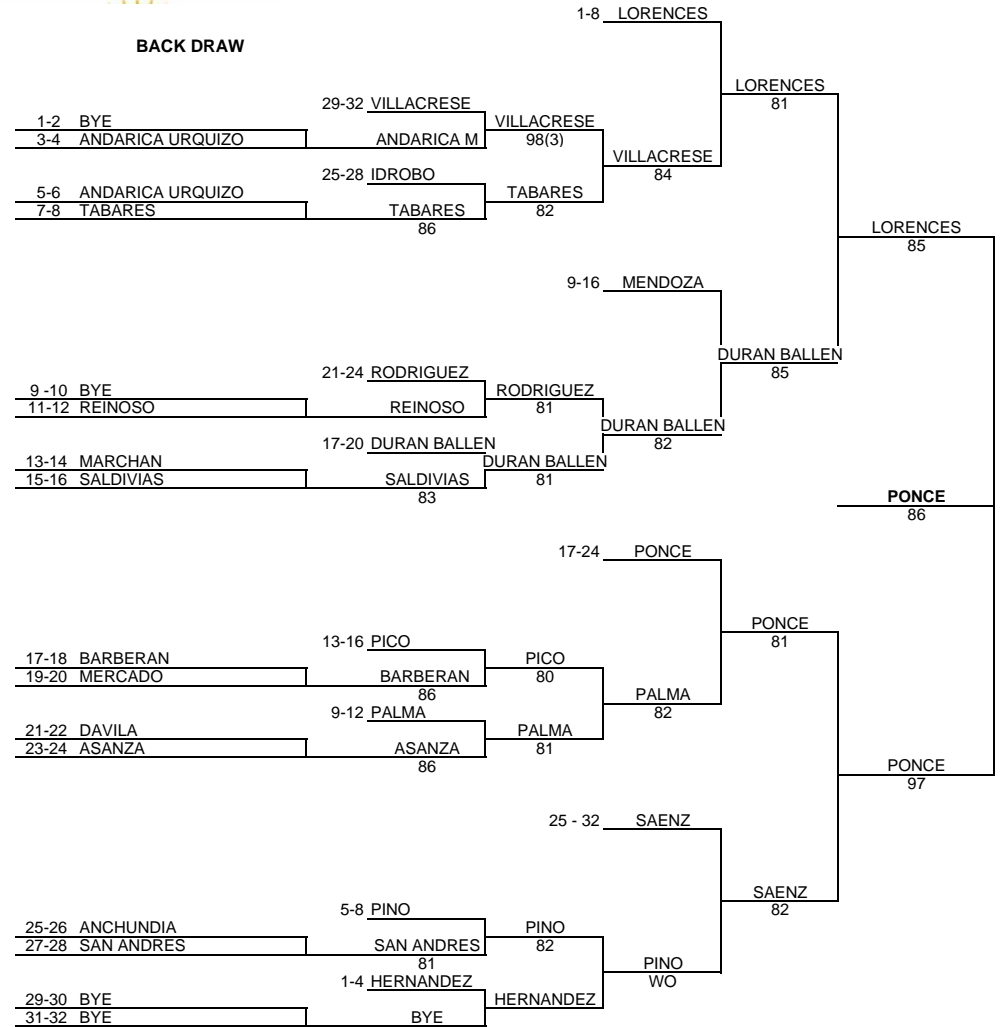 1-8 LORENCES
BACK DRAW
LORENCES
81
29-32 VILLACRESE
1-2 BYE
VILLACRESE
3-4 ANDARICA URQUIZO
ANDARICA M
98(3)
VILLACRESE
84
25-28 IDROBO
5-6 ANDARICA URQUIZO
TABARES
7-8 TABARES
TABARES
82
86
LORENCES
85
9-16 MENDOZA
DURAN BALLEN
85
21-24 RODRIGUEZ
9 -10 BYE
RODRIGUEZ
11-12 REINOSO
REINOSO
81
DURAN BALLEN
82
17-20 DURAN BALLEN
13-14 MARCHAN
DURAN BALLEN
15-16 SALDIVIAS
SALDIVIAS
81
83
PONCE
86
17-24 PONCE
PONCE
81
13-16 PICO
17-18 BARBERAN
PICO
19-20 MERCADO
BARBERAN
80
86
PALMA
82
9-12 PALMA
21-22 DAVILA
PALMA
23-24 ASANZA
ASANZA
81
86
PONCE
97
25 - 32 SAENZ
SAENZ
82
5-8 PINO
25-26 ANCHUNDIA
PINO
27-28 SAN ANDRES
SAN ANDRES
82
81
PINO
WO
1-4 HERNANDEZ
29-30 BYE
HERNANDEZ
31-32 BYE
BYE